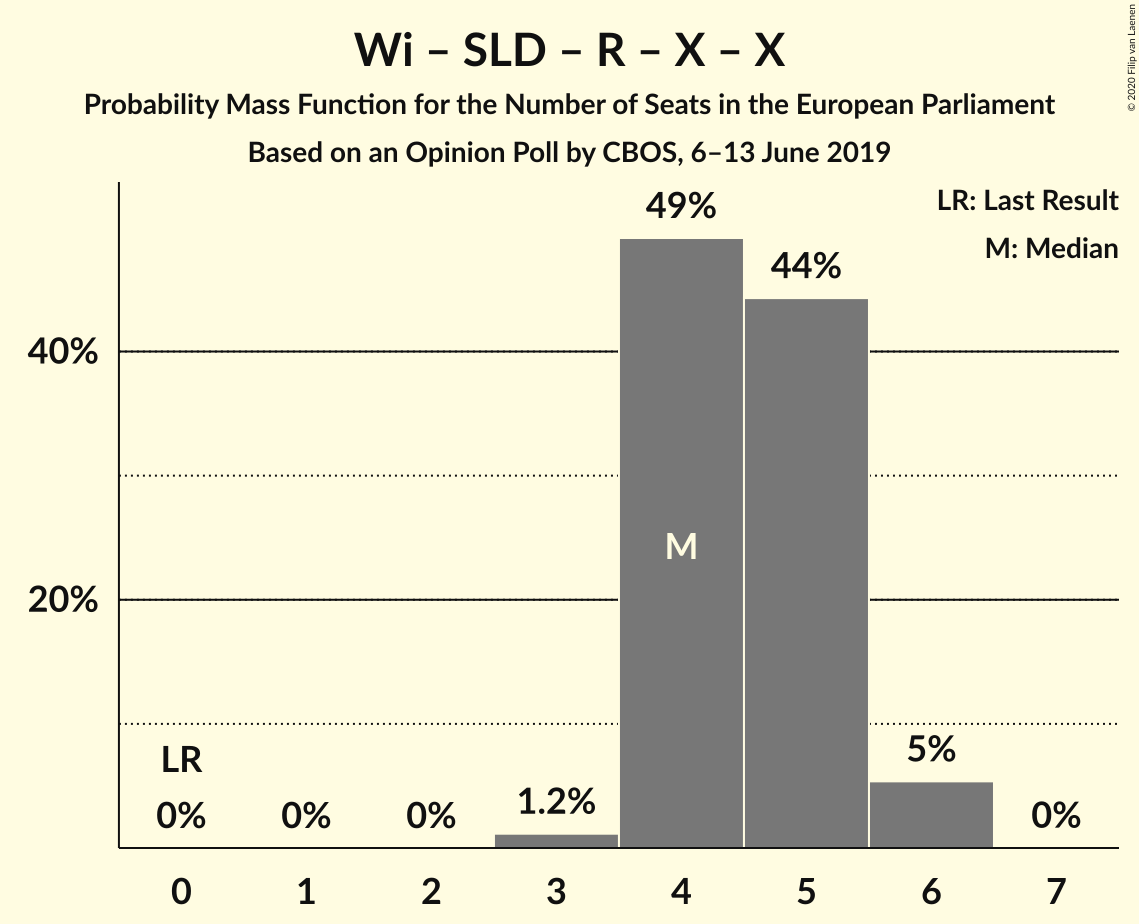 Wi – SLD – R – X – X
Probability Mass Function for the Number of Seats in the European Parliament
Based on an Opinion Poll by CBOS, 6–13 June 2019
© 2020 Filip van Laenen
LR: Last Result
M: Median
49%
44%
40%
M
20%
LR
5%
1.2%
0% 0% 0% 0%
0 1 2 3 4 5 6 7